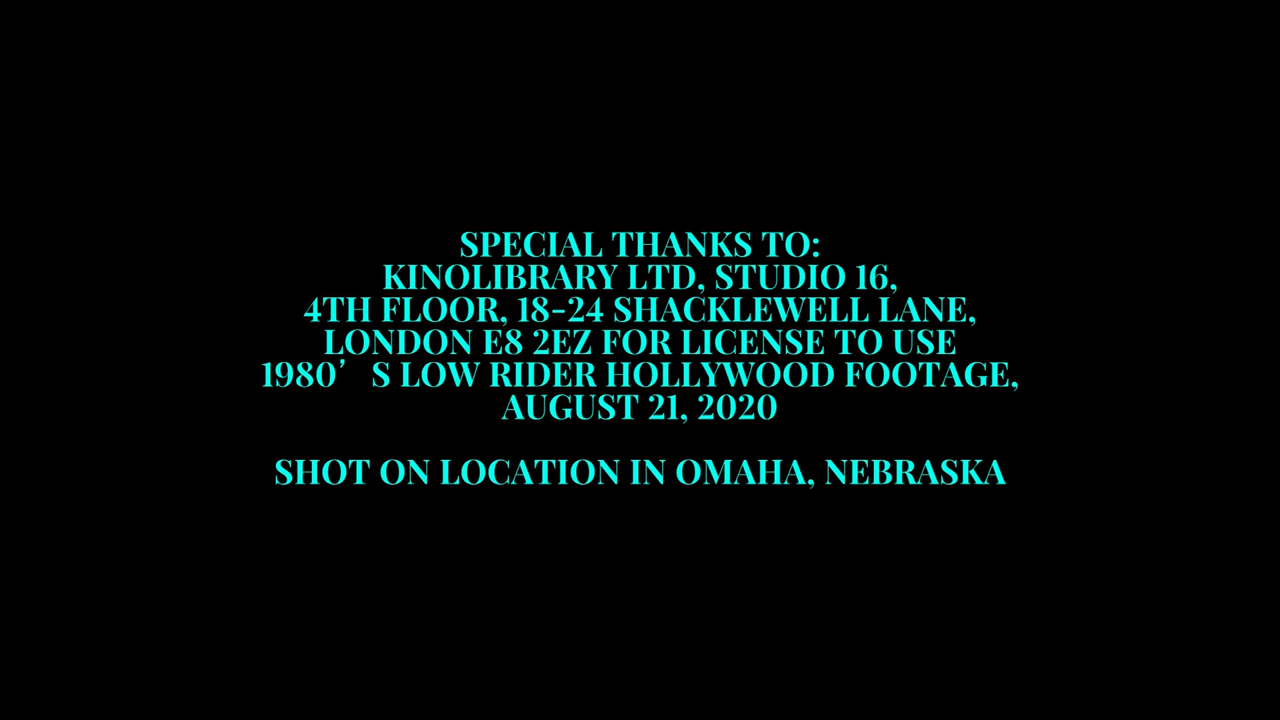 SPECIAL THANKS TO:
KINOLIBRARY LTD, STUDIO 16,
4TH FLOOR, 18-24 SHACKLEWELL LANE,
LONDON E8 2EZ FOR LICENSE TO USE
1980’S LOW RIDER HOLLYWOOD FOOTAGE,
AUGUST 21, 2020
SHOT ON LOCATION IN OMAHA, NEBRASKA